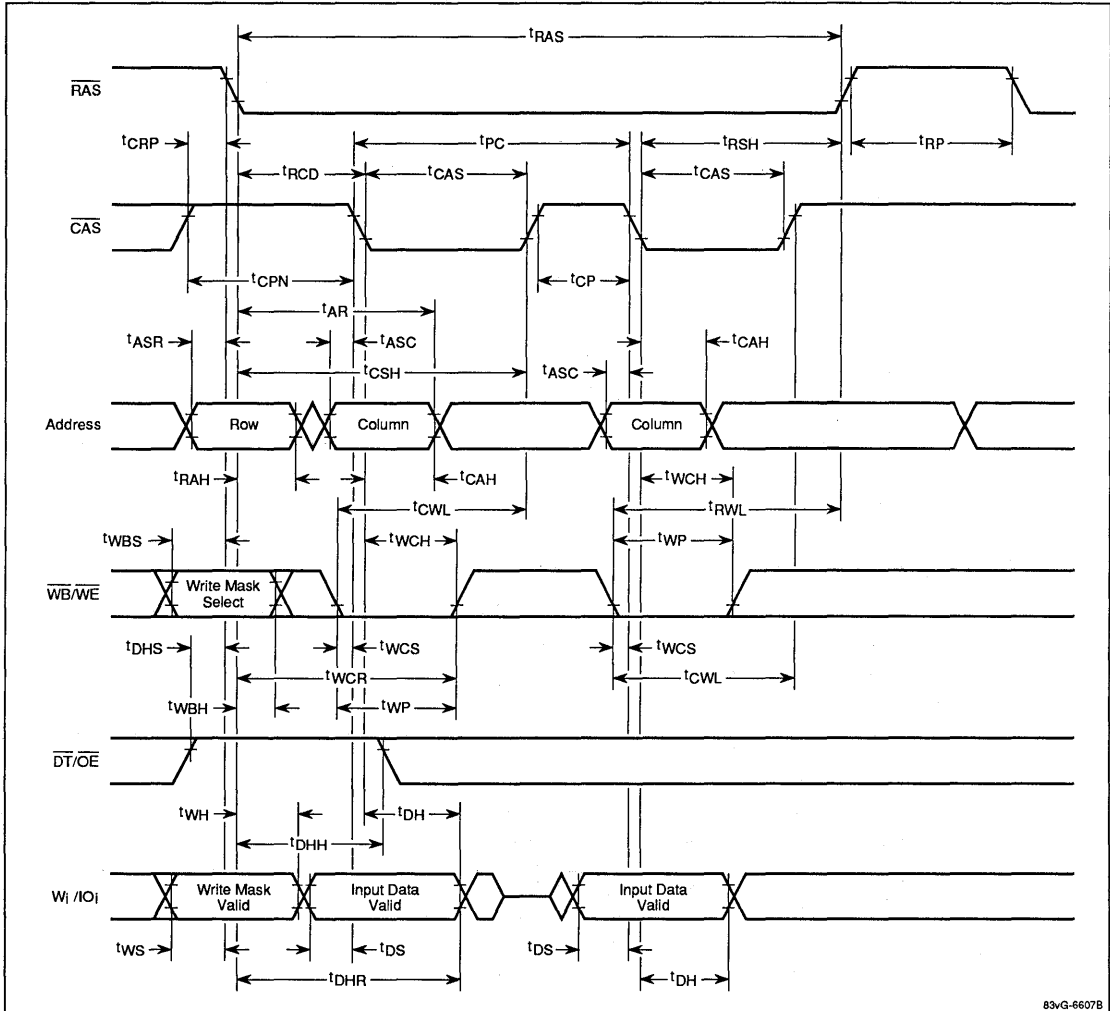 tRAS
RAS
tCRP
tPC
tRSH
tRP
tRCD
tCAS
tCAS
CAS
tCPN
tCP
tAR
tASR
tASC
tCAH
tCSH
tASC
Address
Row
Column
Column
tRAH
tCAH
tWCH
tCWL
tRWL
tWBS
tWCH
tWP
WB/WE
Write Mask
Select
tDHS
tWCS
tWCS
tWCR
tCWL
tWBH
tWP
DT/OE
tWH
tDH
tDHH
Wi /IOi
Write Mask
Valid
Input Data
Valid
Input Data
Valid
tWS
tDS
tDS
tDHR
tDH
83vG-6607B